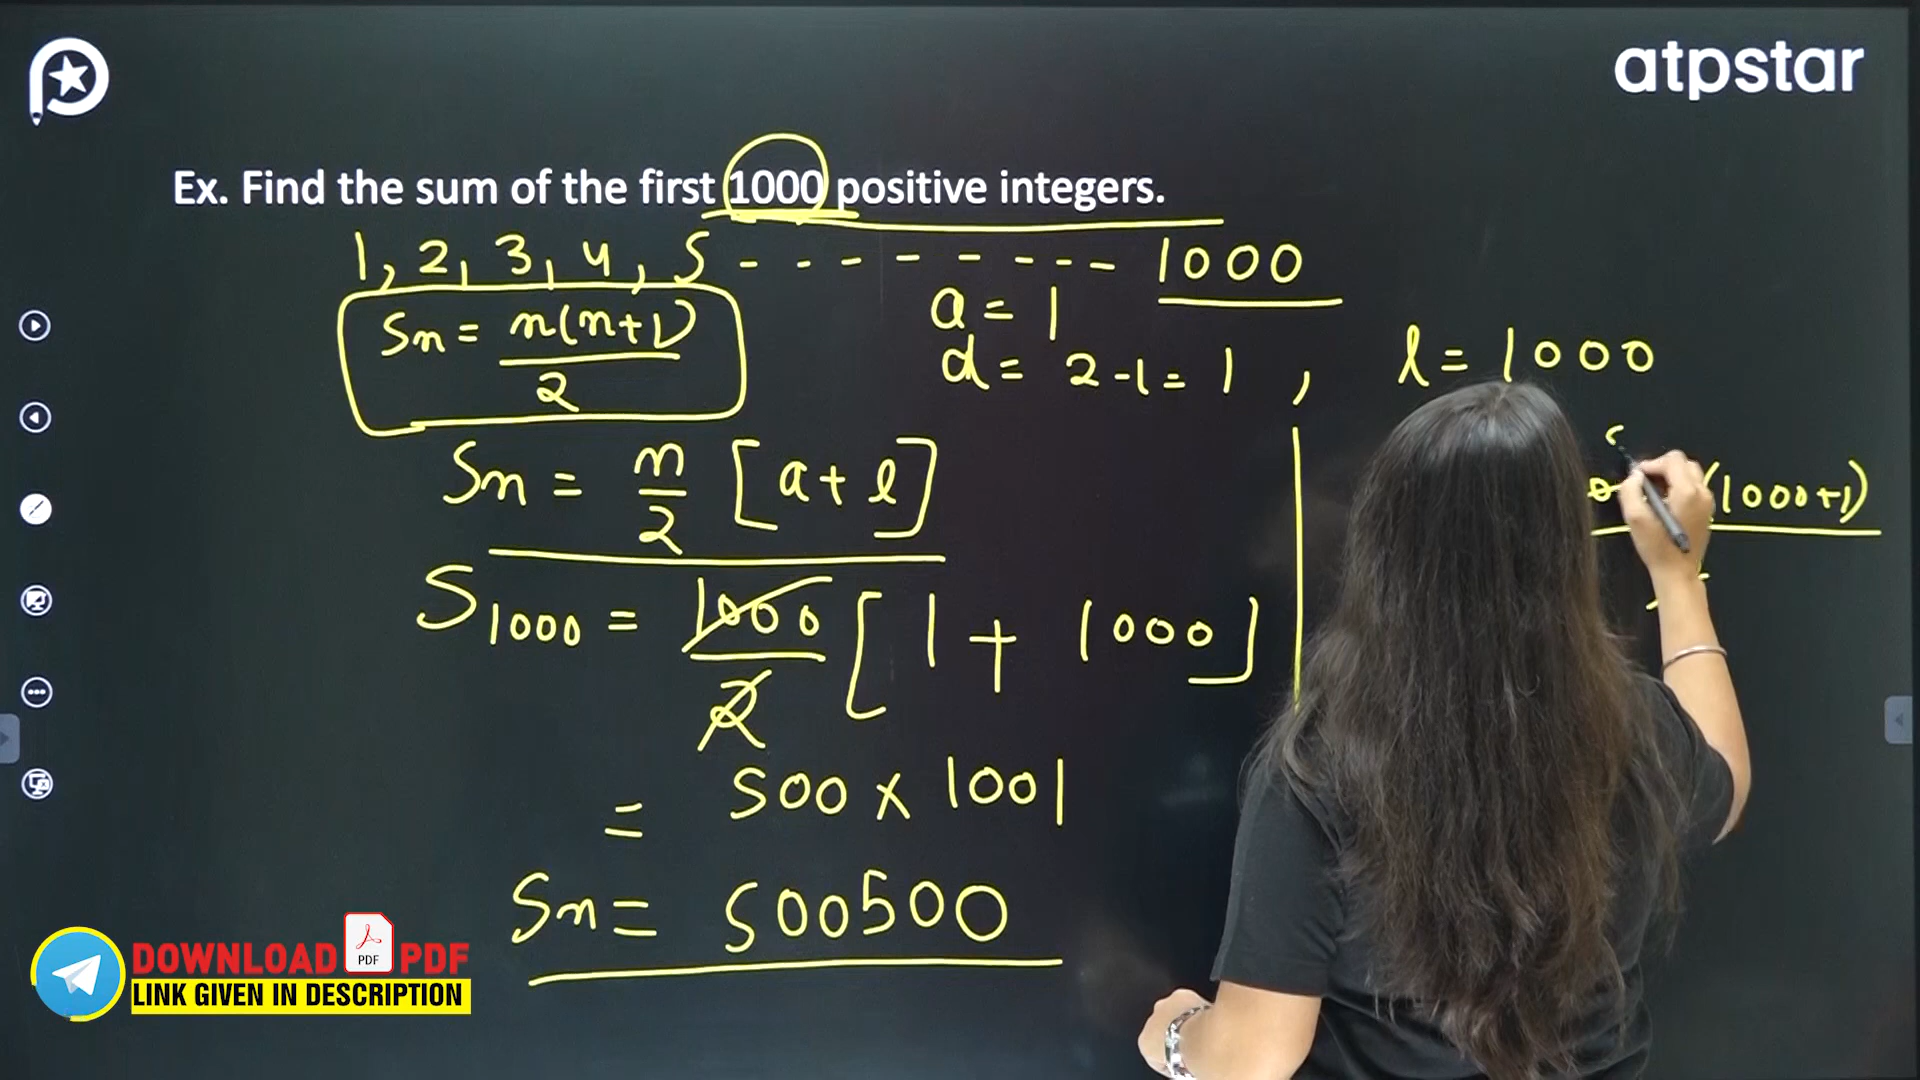 atpstar
Ex. Find the sum of the first 1000 positive integers.
1, 2, 3, 4, 5 - - - - - - - - 1000
Sn = n(n+1)
2
a = 1
d = 2-1 = 1 , l = 1000
Sn = n/2 [a + l]
S1000 = 1000/2 [1 + 1000]
= 500 x 1001
Sn = 500500
(1000+1)
DOWNLOAD PDF PDF
LINK GIVEN IN DESCRIPTION